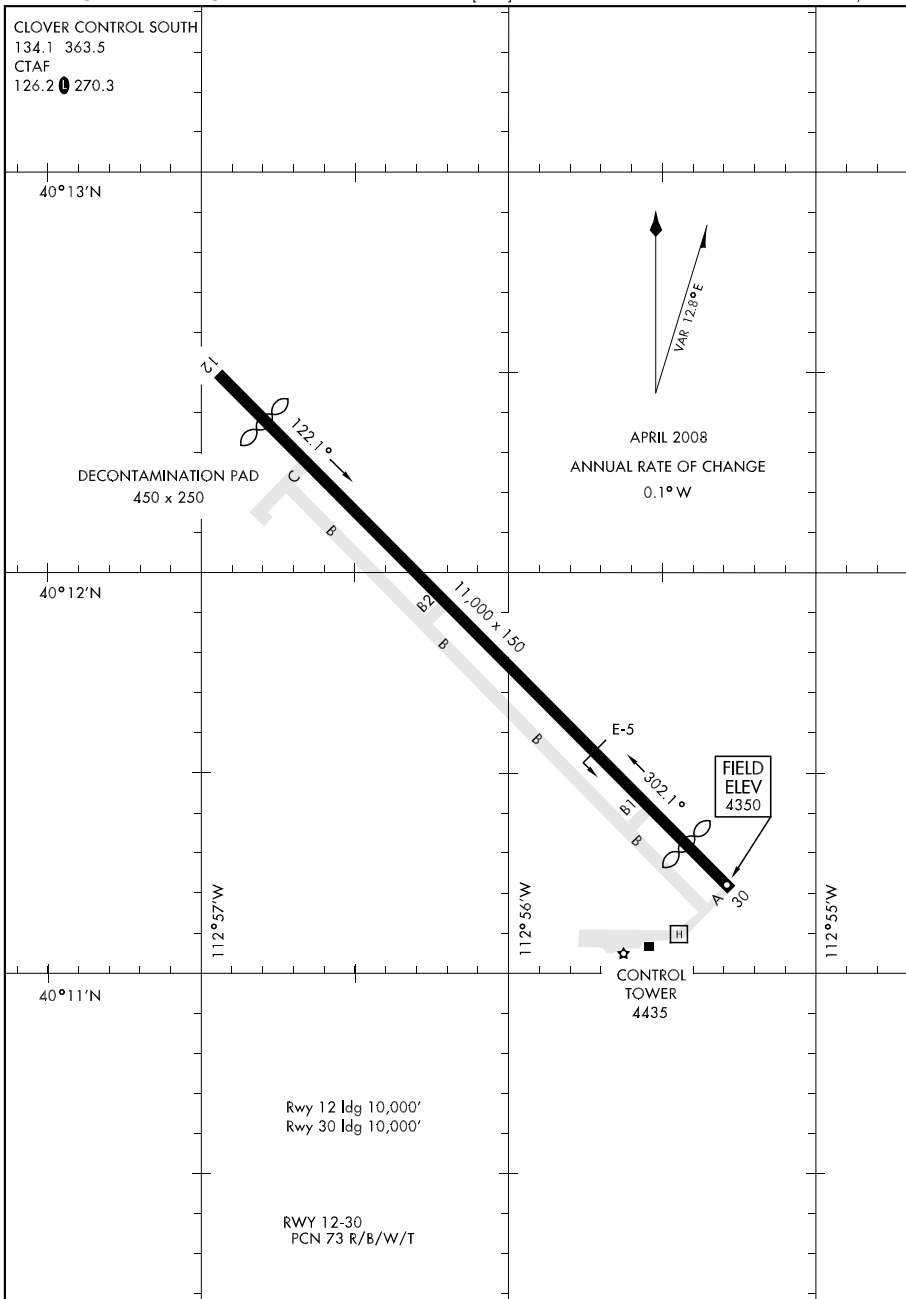 CLOVER CONTROL SOUTH
134.1 363.5
CTAF
126.2 L 270.3
40°13'N
VAR 12.8°E
12
122.1°
APRIL 2008
ANNUAL RATE OF CHANGE
0.1° W
DECONTAMINATION PAD
450 x 250
C
B
40°12'N
B2
11,000 x 150
B
B
E-5
302.1°
FIELD
ELEV
4350
B1
B
A
30
112°57'W
112°56'W
112°55'W
H
CONTROL
TOWER
4435
40°11'N
Rwy 12 ldg 10,000'
Rwy 30 ldg 10,000'
RWY 12-30
PCN 73 R/B/W/T